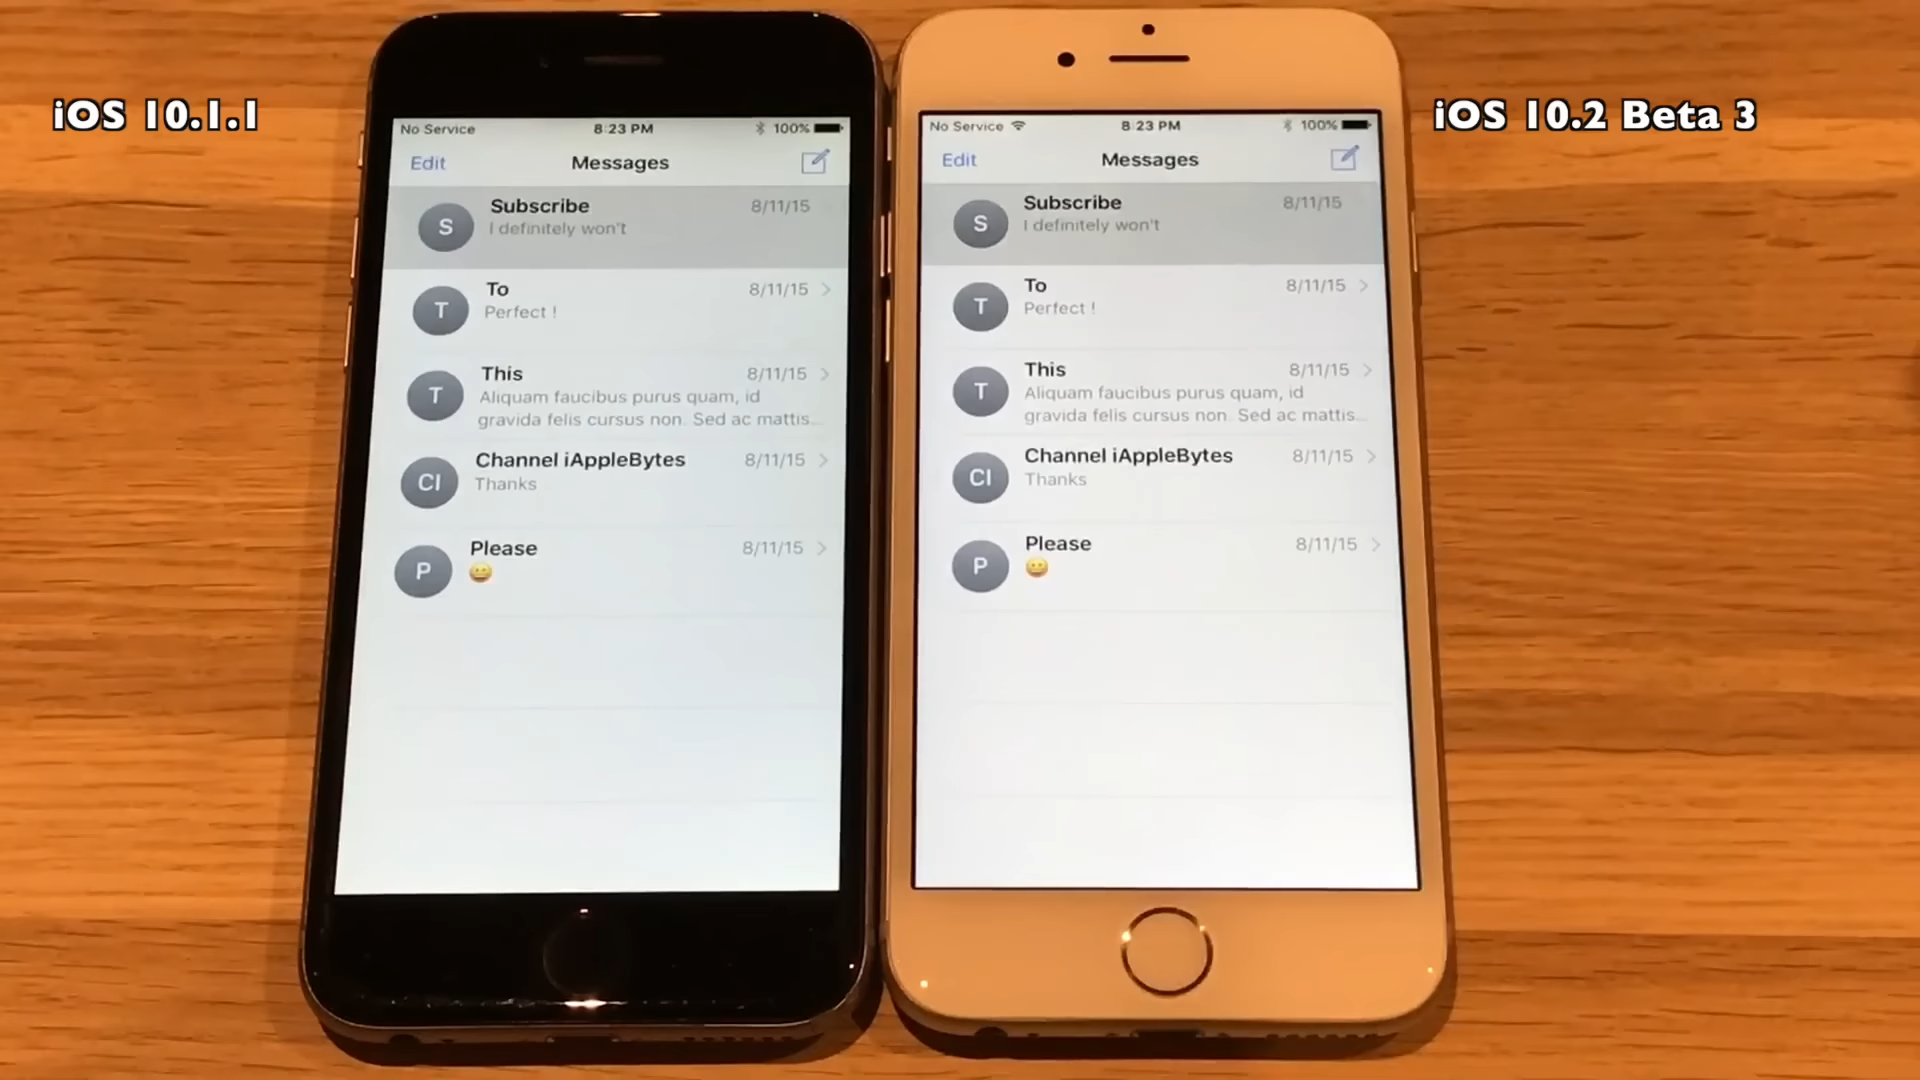 iOS 10.1.1
No Service 8:23 PM 100%
Edit Messages
S Subscribe 8/11/15
I definitely won't
T To 8/11/15
Perfect !
T This 8/11/15
Aliquam faucibus purus quam, id
gravida felis cursus non. Sed ac mattis...
CI Channel iAppleBytes 8/11/15
Thanks
P Please 8/11/15
😀
iOS 10.2 Beta 3
No Service 8:23 PM 100%
Edit Messages
S Subscribe 8/11/15
I definitely won't
T To 8/11/15
Perfect !
T This 8/11/15
Aliquam faucibus purus quam, id
gravida felis cursus non. Sed ac mattis...
CI Channel iAppleBytes 8/11/15
Thanks
P Please 8/11/15
😀